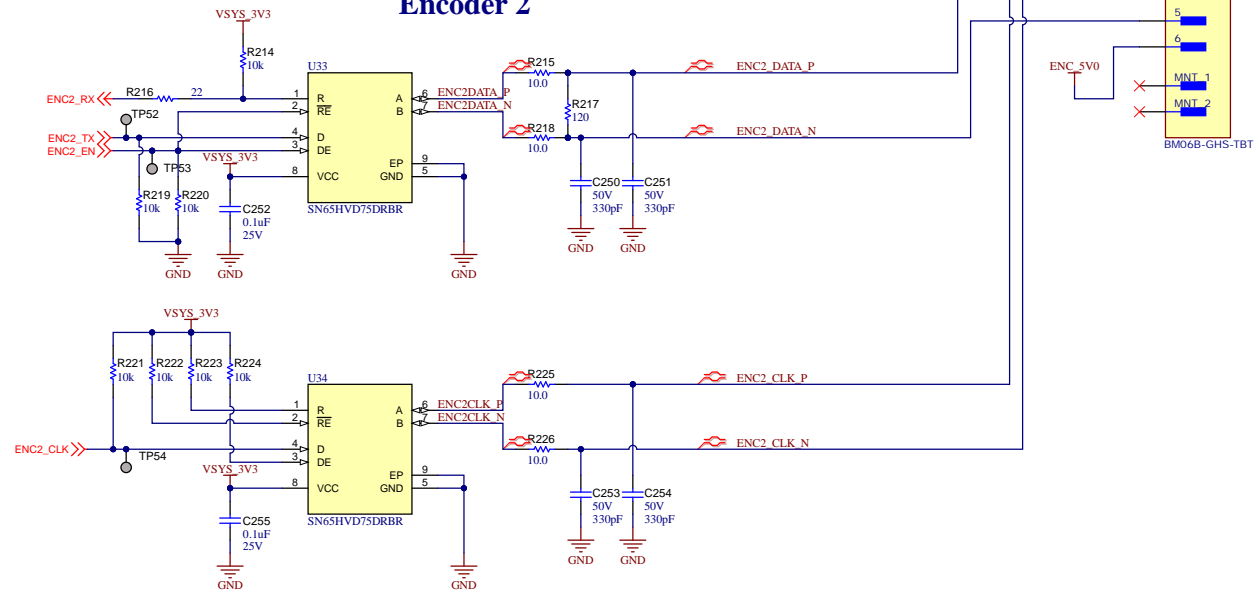 Encoder 2
VSYS_3V3
R214
10k
U33
R216
22
ENC2_RX
TP52
ENC2_TX
ENC2_EN
TP53
VSYS_3V3
R219
10k
R220
10k
C252
0.1uF
25V
GND
GND
1
2
4
3
8
R
RE
D
DE
VCC
A
B
EP
GND
6
7
9
5
SN65HVD75DRBR
ENC2DATA_P
ENC2DATA_N
GND
R215
10.0
R217
120
R218
10.0
ENC2_DATA_P
ENC2_DATA_N
C250
50V
330pF
C251
50V
330pF
GND
GND
ENC_5V0
5
6
MNT_1
MNT_2
BM06B-GHS-TBT
VSYS_3V3
R221
10k
R222
10k
R223
10k
R224
10k
U34
ENC2_CLK
TP54
VSYS_3V3
C255
0.1uF
25V
GND
1
2
4
3
8
R
RE
D
DE
VCC
A
B
EP
GND
6
7
9
5
SN65HVD75DRBR
ENC2CLK_P
ENC2CLK_N
GND
R225
10.0
R226
10.0
ENC2_CLK_P
ENC2_CLK_N
C253
50V
330pF
C254
50V
330pF
GND
GND